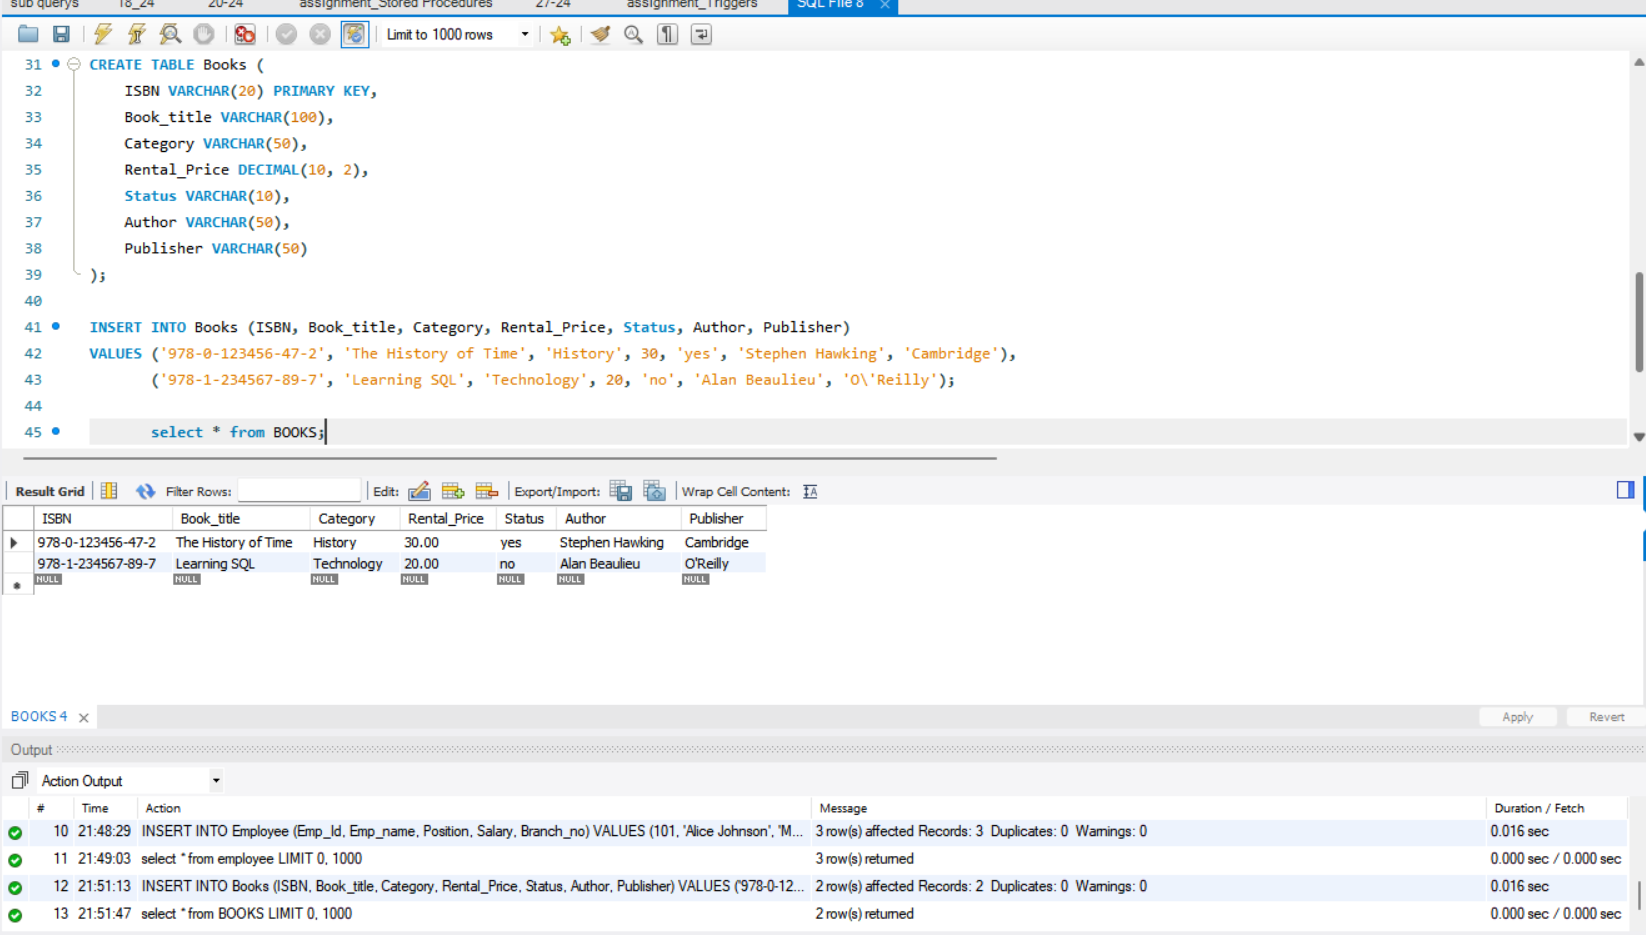 sub querys 18_24 20-24 assignment_Stored Procedures 27-24 assignment_Triggers SQL File 8
Limit to 1000 rows
31 CREATE TABLE Books (
32 ISBN VARCHAR(20) PRIMARY KEY,
33 Book_title VARCHAR(100),
34 Category VARCHAR(50),
35 Rental_Price DECIMAL(10, 2),
36 Status VARCHAR(10),
37 Author VARCHAR(50),
38 Publisher VARCHAR(50)
39 );
40
41 INSERT INTO Books (ISBN, Book_title, Category, Rental_Price, Status, Author, Publisher)
42 VALUES ('978-0-123456-47-2', 'The History of Time', 'History', 30, 'yes', 'Stephen Hawking', 'Cambridge'),
43 ('978-1-234567-89-7', 'Learning SQL', 'Technology', 20, 'no', 'Alan Beaulieu', 'O\'Reilly');
44
45 select * from BOOKS;
Result Grid Filter Rows: Edit: Export/Import: Wrap Cell Content: IA
ISBN Book_title Category Rental_Price Status Author Publisher
978-0-123456-47-2 The History of Time History 30.00 yes Stephen Hawking Cambridge
978-1-234567-89-7 Learning SQL Technology 20.00 no Alan Beaulieu O'Reilly
NULL NULL NULL NULL NULL NULL NULL
BOOKS 4 Apply Revert
Output
Action Output
# Time Action Message Duration / Fetch
10 21:48:29 INSERT INTO Employee (Emp_Id, Emp_name, Position, Salary, Branch_no) VALUES (101, 'Alice Johnson', 'M... 3 row(s) affected Records: 3 Duplicates: 0 Warnings: 0 0.016 sec
11 21:49:03 select * from employee LIMIT 0, 1000 3 row(s) returned 0.000 sec / 0.000 sec
12 21:51:13 INSERT INTO Books (ISBN, Book_title, Category, Rental_Price, Status, Author, Publisher) VALUES ('978-0-12... 2 row(s) affected Records: 2 Duplicates: 0 Warnings: 0 0.016 sec
13 21:51:47 select * from BOOKS LIMIT 0, 1000 2 row(s) returned 0.000 sec / 0.000 sec